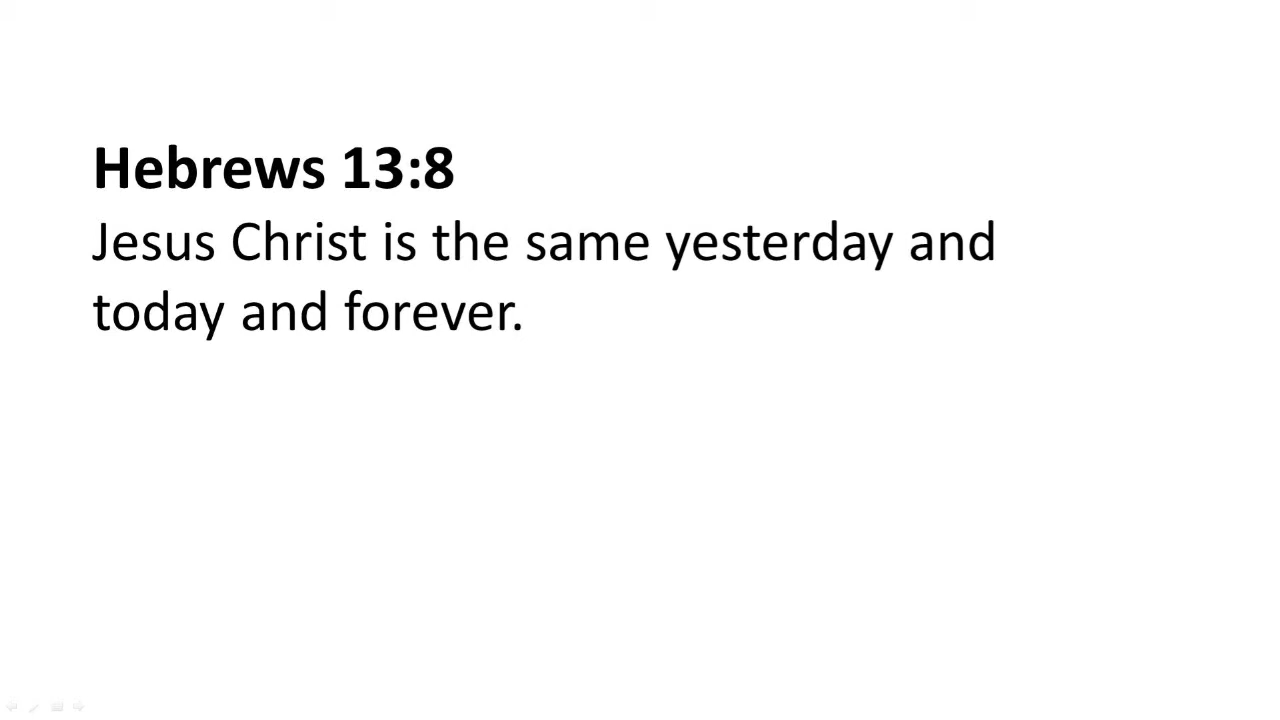 Hebrews 13:8
Jesus Christ is the same yesterday and
today and forever.